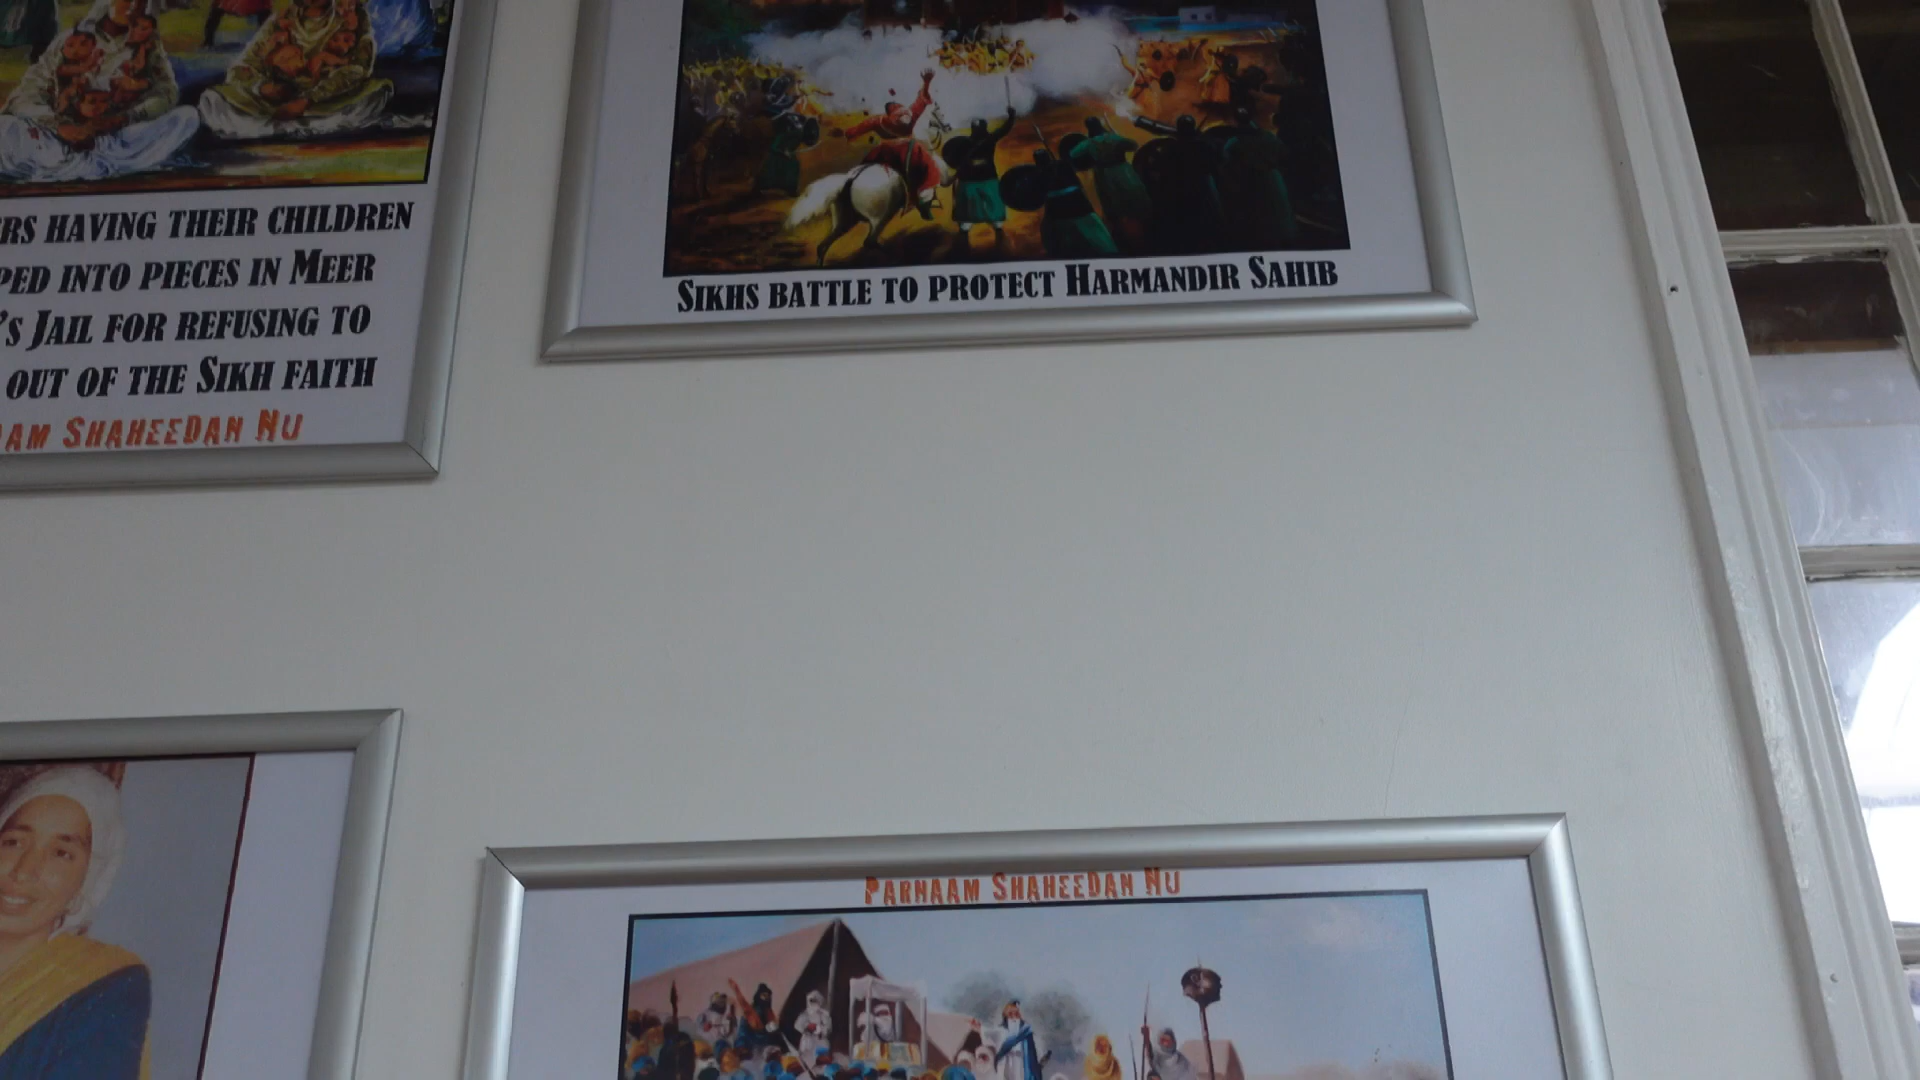 RS HAVING THEIR CHILDREN
PED INTO PIECES IN MEER
'S JAIL FOR REFUSING TO
OUT OF THE SIKH FAITH
AAM SHAHEEDAN NU
SIKHS BATTLE TO PROTECT HARMANDIR SAHIB
PARNAAM SHAHEEDAN NU